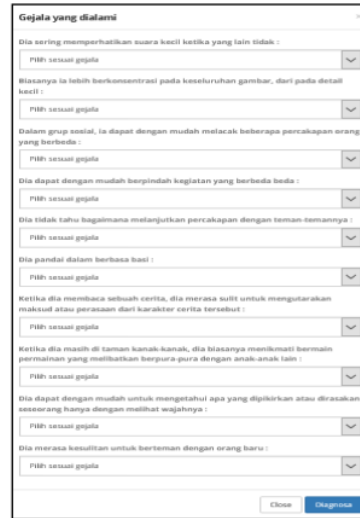 Gejala yang dialami
×
Dia sering memperhatikan suara kecil ketika yang lain tidak :
Pilih sesuai gejala
Biasanya ia lebih berkonsentrasi pada keseluruhan gambar, dari pada detail
kecil :
Pilih sesuai gejala
Dalam grup sosial, ia dapat dengan mudah melacak beberapa percakapan orang
yang berbeda :
Pilih sesuai gejala
Dia dapat dengan mudah berpindah kegiatan yang berbeda beda :
Pilih sesuai gejala
Dia tidak tahu bagaimana melanjutkan percakapan dengan teman-temannya :
Pilih sesuai gejala
Dia pandai dalam berbasa basi :
Pilih sesuai gejala
Ketika dia membaca sebuah cerita, dia merasa sulit untuk mengutarakan
maksud atau perasaan dari karakter cerita tersebut :
Pilih sesuai gejala
Ketika dia masih di taman kanak-kanak, dia biasanya menikmati bermain
permainan yang melibatkan berpura-pura dengan anak-anak lain :
Pilih sesuai gejala
Dia dapat dengan mudah untuk mengetahui apa yang dipikirkan atau dirasakan
seseorang hanya dengan melihat wajahnya :
Pilih sesuai gejala
Dia merasa kesulitan untuk berteman dengan orang baru :
Pilih sesuai gejala
Close Diagnosa